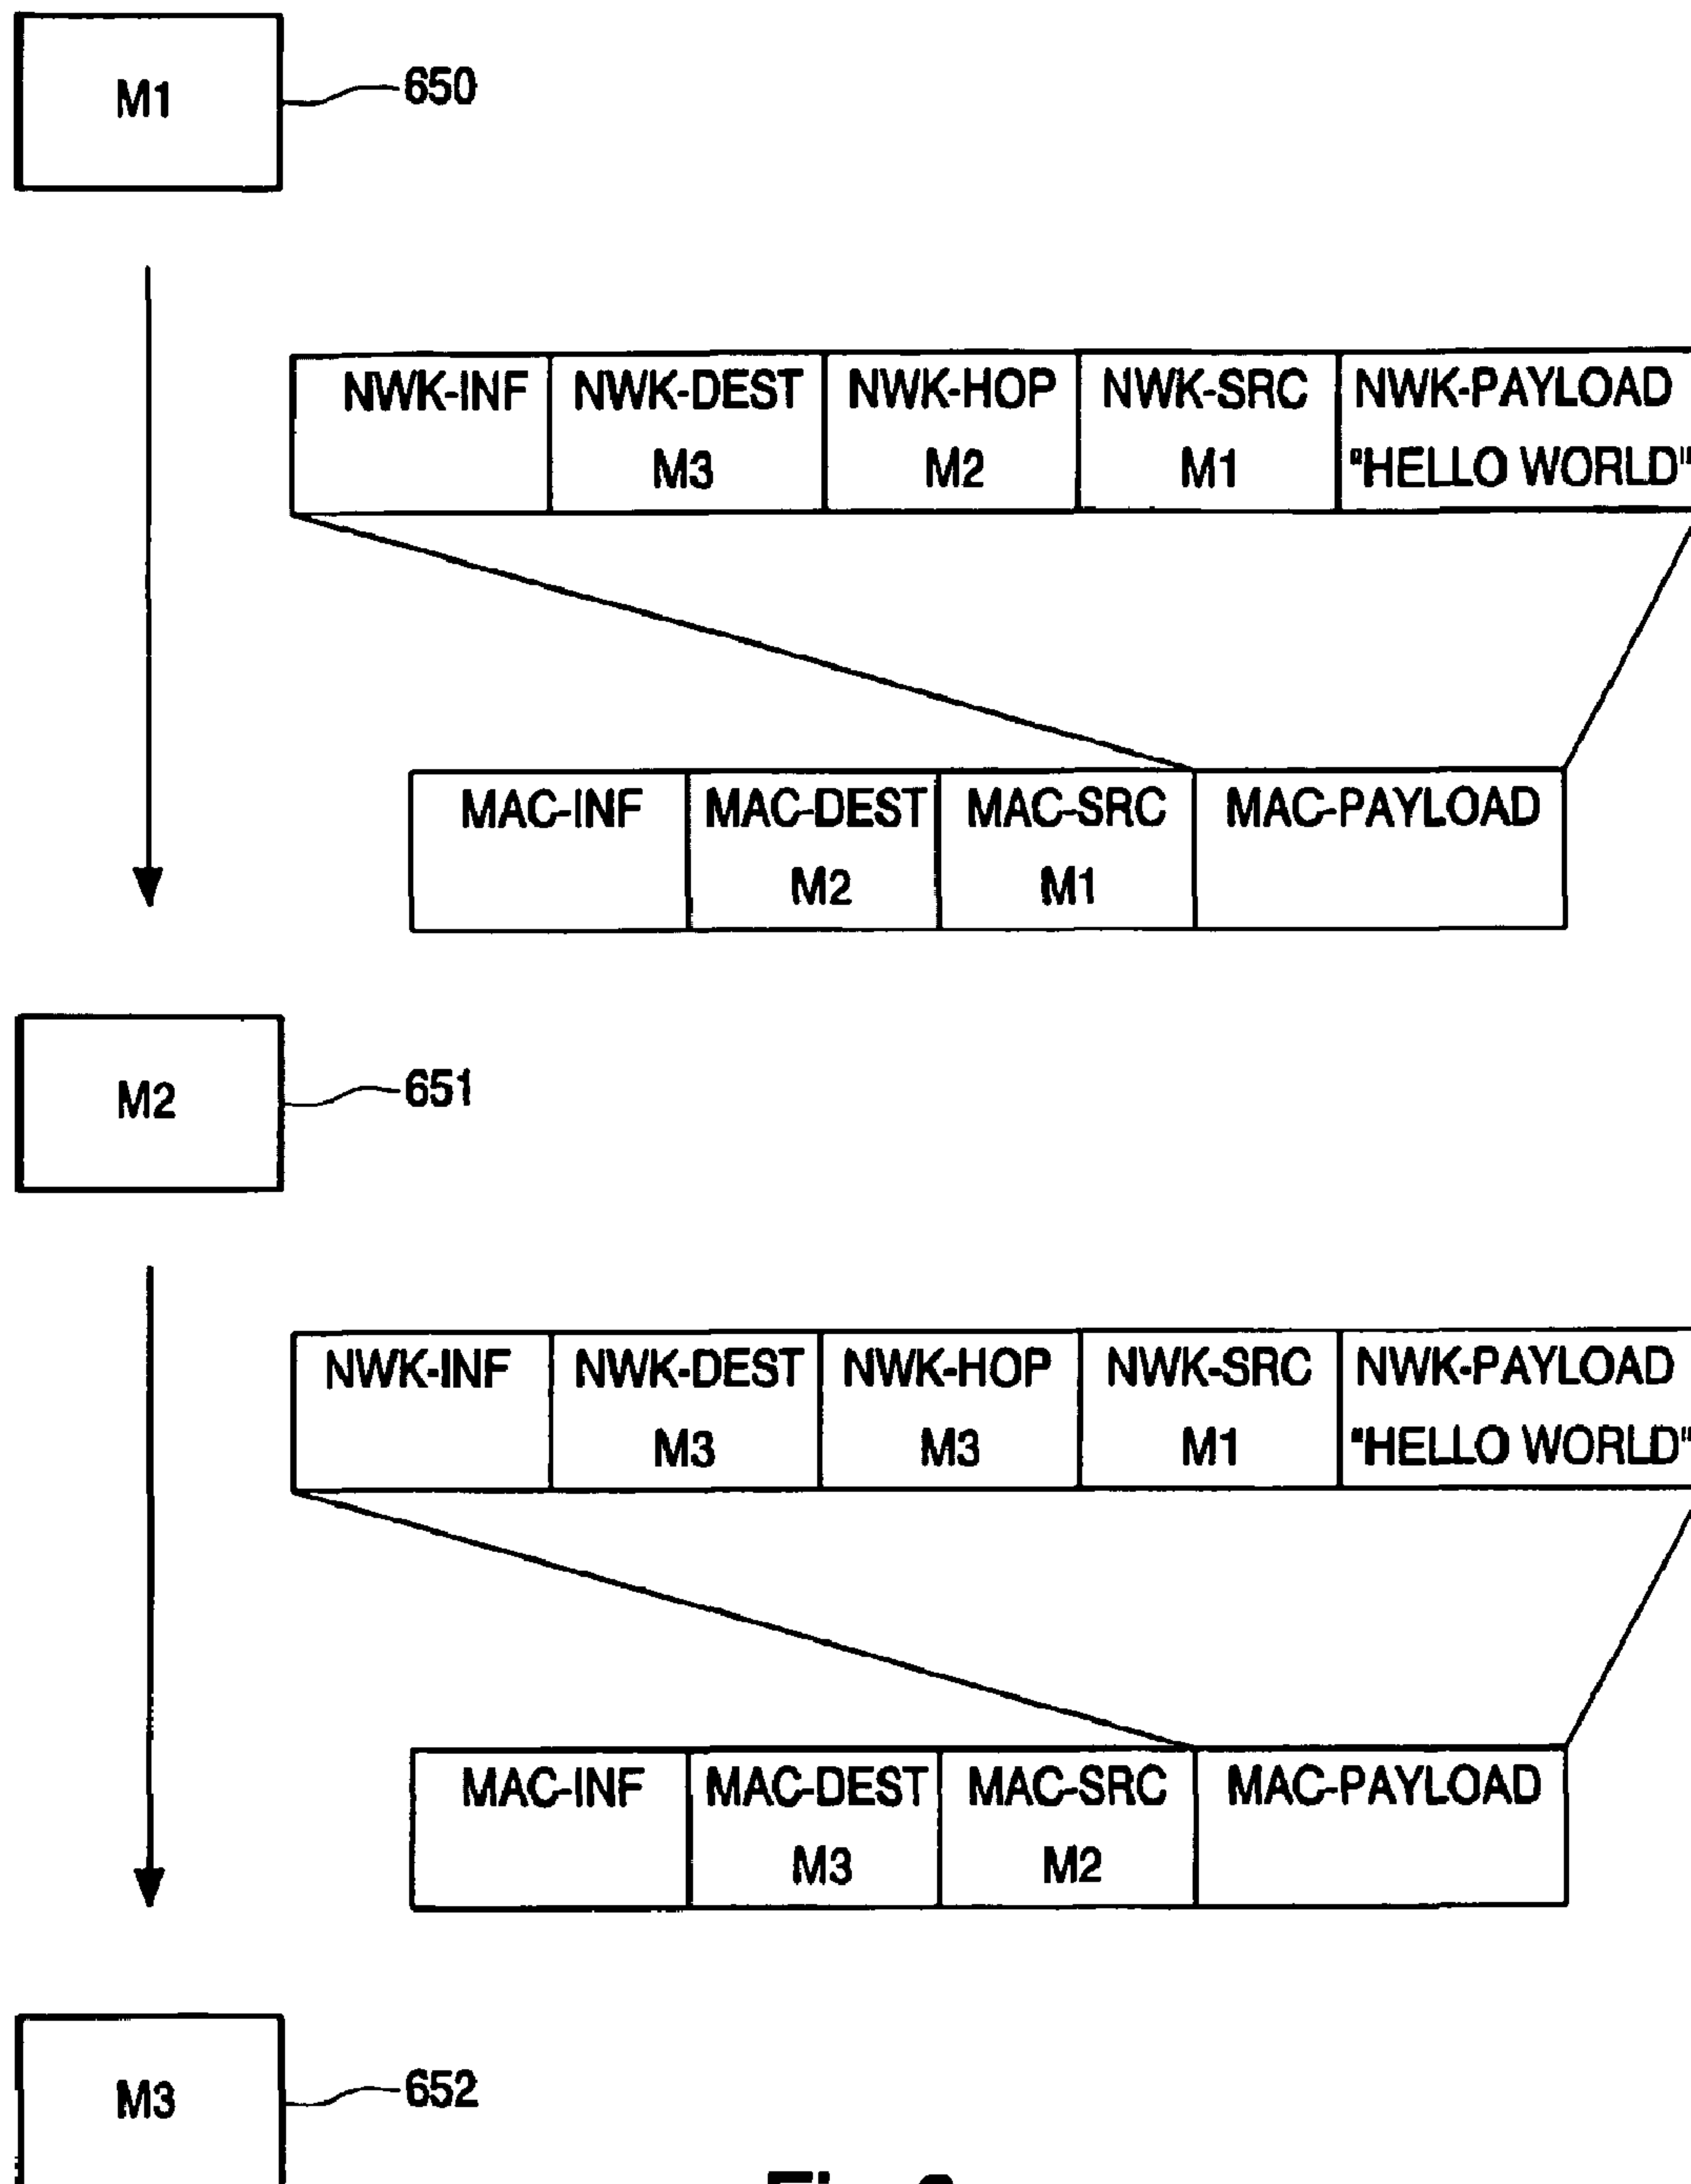 M1
650
NWK-INF NWK-DEST NWK-HOP NWK-SRC NWK-PAYLOAD
M3 M2 M1 "HELLO WORLD"
MAC-INF MAC-DEST MAC-SRC MAC-PAYLOAD
M2 M1
M2
651
NWK-INF NWK-DEST NWK-HOP NWK-SRC NWK-PAYLOAD
M3 M3 M1 "HELLO WORLD"
MAC-INF MAC-DEST MAC-SRC MAC-PAYLOAD
M3 M2
M3
652